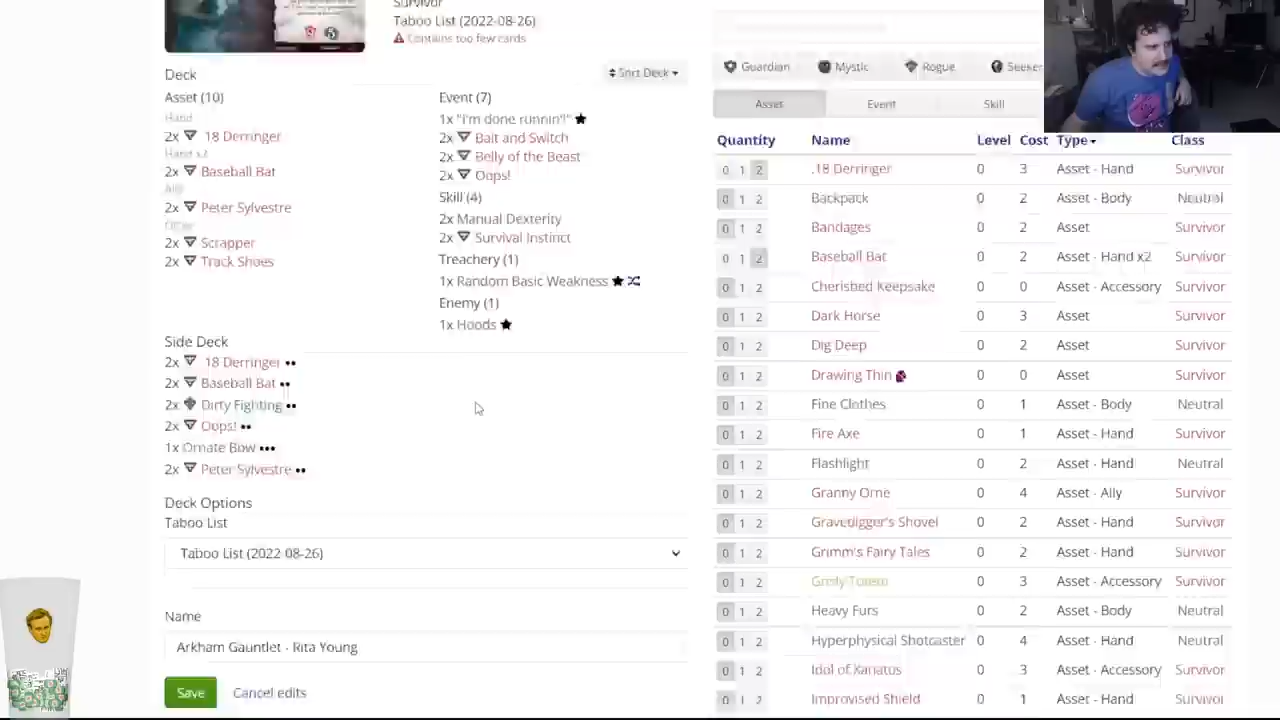 Survivor
Taboo List (2022-08-26)
Contains too few cards
Deck
Sort Deck
Asset (10)
Hand
2x .18 Derringer
Hand x2
2x Baseball Bat
Ally
2x Peter Sylvestre
Other
2x Scrapper
2x Track Shoes
Event (7)
1x "I'm done runnin'!"
2x Bait and Switch
2x Belly of the Beast
2x Oops!
Skill (4)
2x Manual Dexterity
2x Survival Instinct
Treachery (1)
1x Random Basic Weakness
Enemy (1)
1x Hoods
Side Deck
2x .18 Derringer
2x Baseball Bat
2x Dirty Fighting
2x Oops!
1x Ornate Bow
2x Peter Sylvestre
Deck Options
Taboo List
Taboo List (2022-08-26)
Name
Arkham Gauntlet - Rita Young
Save Cancel edits
Guardian Mystic Rogue Seeker
Asset Event Skill
Quantity Name Level Cost Type Class
0 1 2 .18 Derringer 0 3 Asset - Hand Survivor
0 1 2 Backpack 0 2 Asset - Body Neutral
0 1 2 Bandages 0 2 Asset Survivor
0 1 2 Baseball Bat 0 2 Asset - Hand x2 Survivor
0 1 2 Cherished Keepsake 0 0 Asset - Accessory Survivor
0 1 2 Dark Horse 0 3 Asset Survivor
0 1 2 Dig Deep 0 2 Asset Survivor
0 1 2 Drawing Thin 0 0 Asset Survivor
0 1 2 Fine Clothes 0 1 Asset - Body Neutral
0 1 2 Fire Axe 0 1 Asset - Hand Survivor
0 1 2 Flashlight 0 2 Asset - Hand Neutral
0 1 2 Granny Orne 0 4 Asset - Ally Survivor
0 1 2 Gravedigger's Shovel 0 2 Asset - Hand Survivor
0 1 2 Grimm's Fairy Tales 0 2 Asset - Hand Survivor
0 1 2 Grisly Totem 0 3 Asset - Accessory Survivor
0 1 2 Heavy Furs 0 2 Asset - Body Neutral
0 1 2 Hyperphysical Shotcaster 0 4 Asset - Hand Neutral
0 1 2 Idol of Xanatos 0 3 Asset - Accessory Survivor
0 1 2 Improvised Shield 0 1 Asset - Hand Survivor